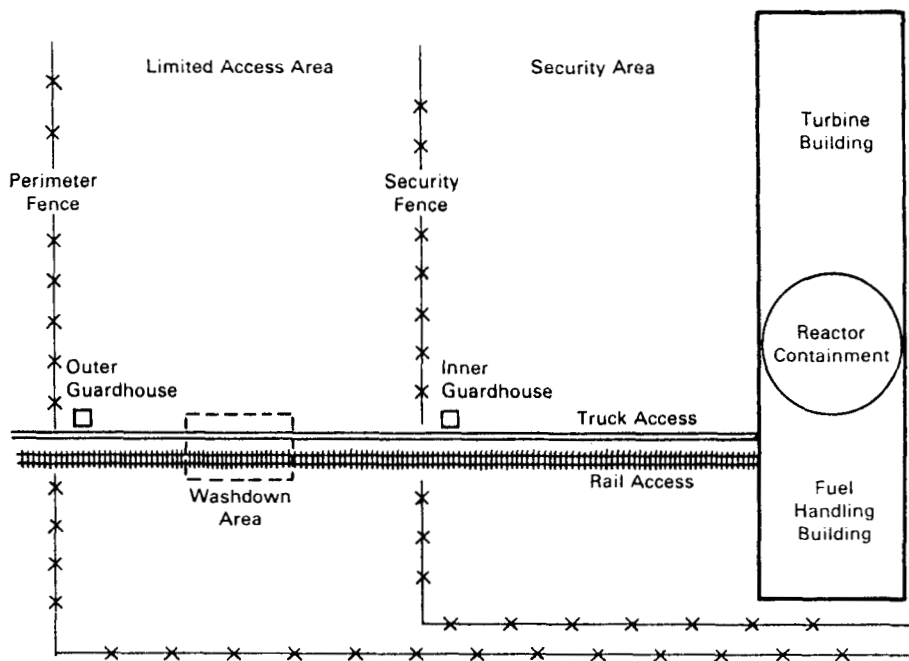 Limited Access Area
Security Area
Turbine
Building
Perimeter
Fence
Security
Fence
Reactor
Containment
Outer
Guardhouse
Inner
Guardhouse
Truck Access
Rail Access
Washdown
Area
Fuel
Handling
Building